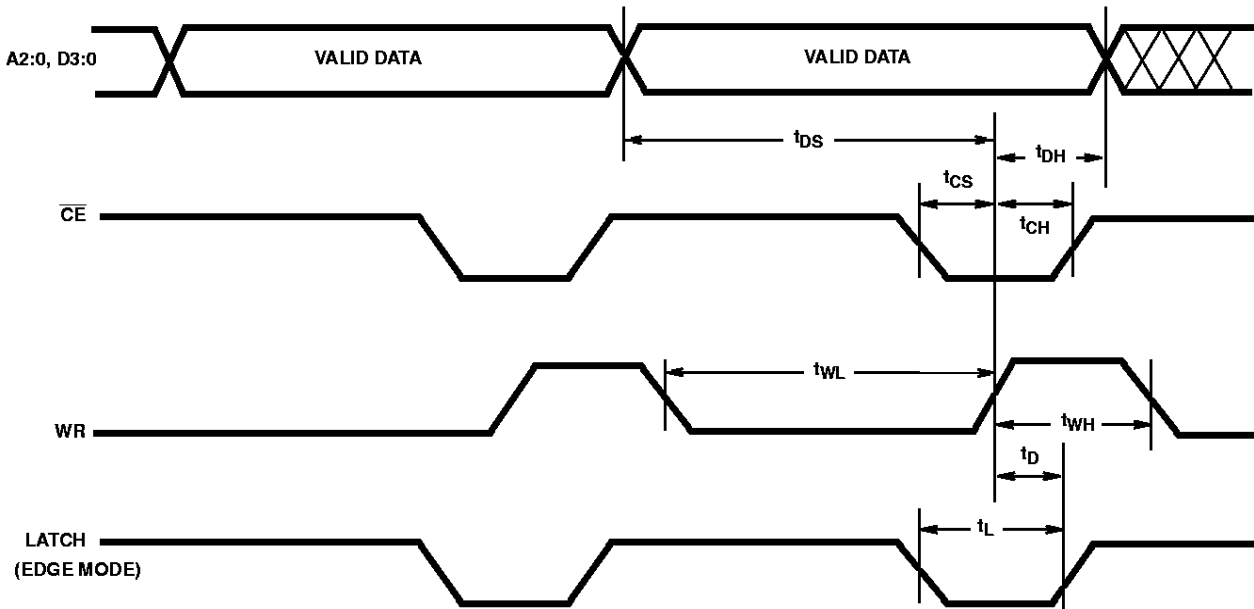 A2:0, D3:0
VALID DATA
VALID DATA
tDS
tDH
tCS
CE
tCH
tWL
WR
tWH
tD
tL
LATCH
(EDGE MODE)